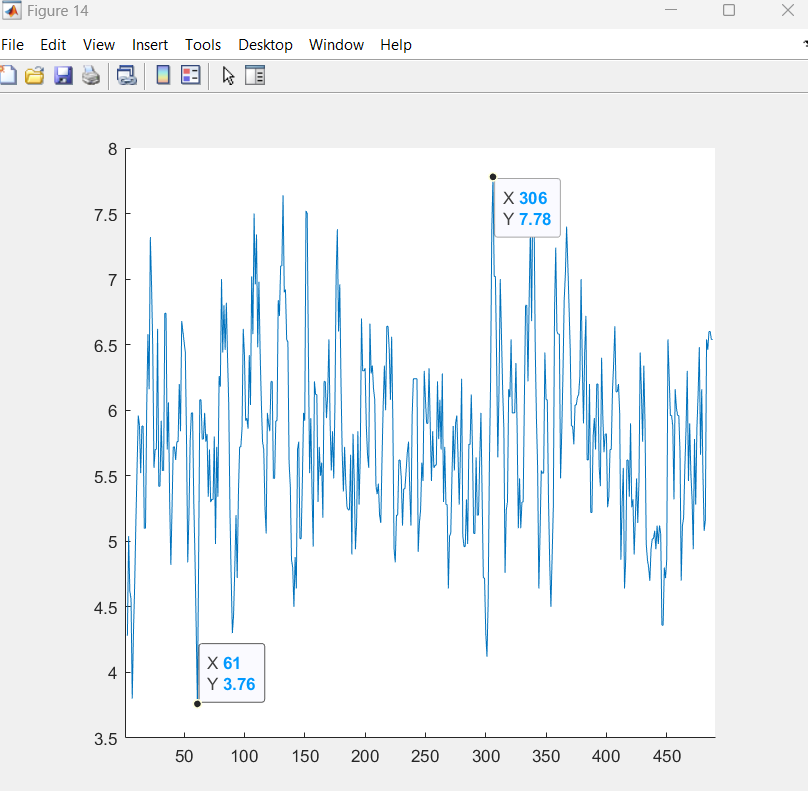 Figure 14
File Edit View Insert Tools Desktop Window Help
8
7.5
7
6.5
6
5.5
5
4.5
4
3.5
X 306
Y 7.78
X 61
Y 3.76
50 100 150 200 250 300 350 400 450